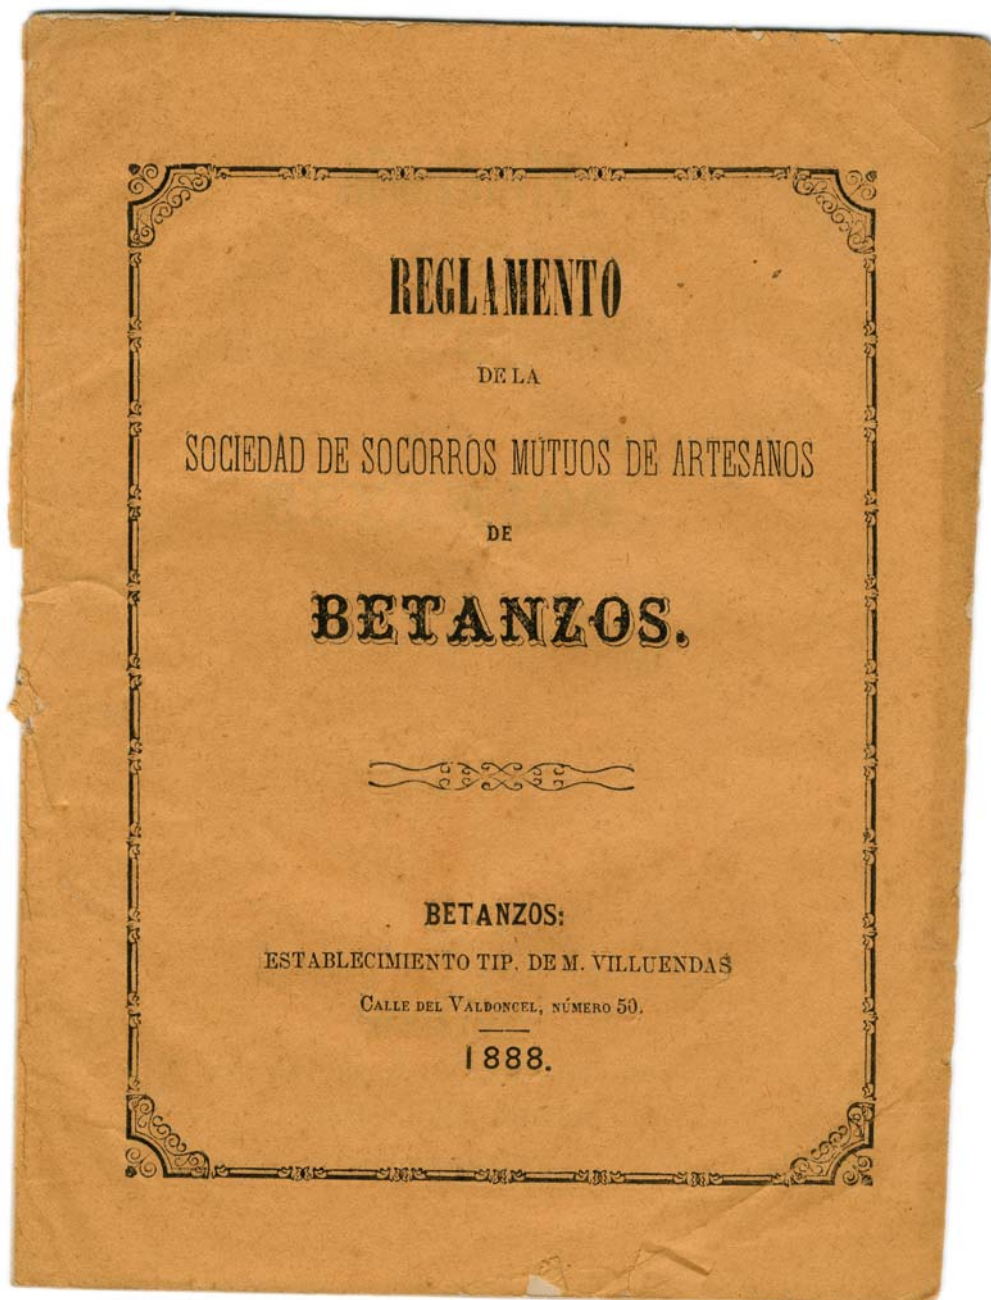 REGLAMENTO
DE LA
SOCIEDAD DE SOCORROS MÚTUOS DE ARTESANOS
DE
BETANZOS.
BETANZOS:
ESTABLECIMIENTO TIP. DE M. VILLUENDAS
CALLE DEL VALDONCEL, NÚMERO 50.
1888.